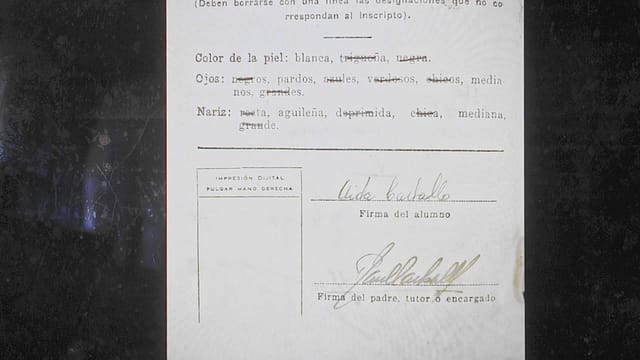 (Deben borrarse con una línea las designaciones que no co
rrespondan al inscripto).
Color de la piel: blanca, trigueña, negra.
Ojos: negros, pardos, azules, verdosos, chicos, media
nos, grandes.
Nariz: recta, aguileña, deprimida, chica, mediana,
grande.
IMPRESIÓN DIJITAL
PULGAR MANO DERECHA
Aida Carballo
Firma del alumno
Firma del padre, tutor o encargado